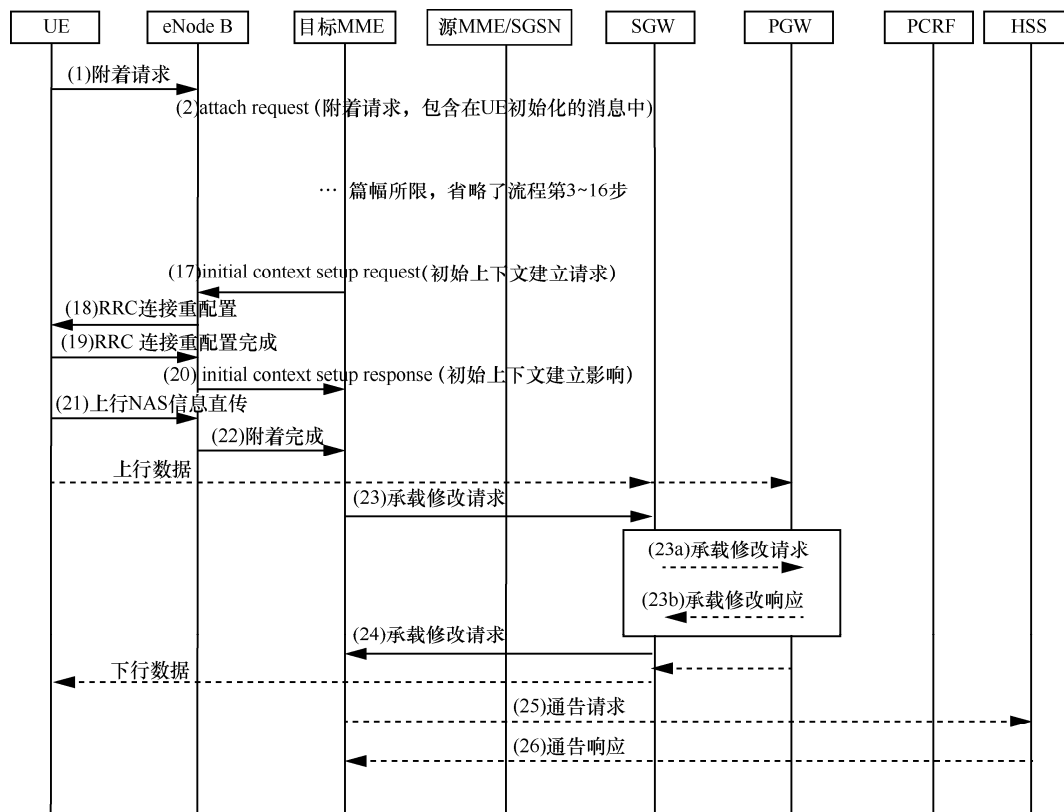 UE eNode B 目标MME 源MME/SGSN SGW PGW PCRF HSS
(1)附着请求
(2)attach request (附着请求，包含在UE初始化的消息中)
… 篇幅所限，省略了流程第3~16步
(17)initial context setup request(初始上下文建立请求)
(18)RRC连接重配置
(19)RRC 连接重配置完成
(20) initial context setup response (初始上下文建立影响)
(21)上行NAS信息直传
(22)附着完成
上行数据
(23)承载修改请求
(23a)承载修改请求
(23b)承载修改响应
(24)承载修改请求
下行数据
(25)通告请求
(26)通告响应